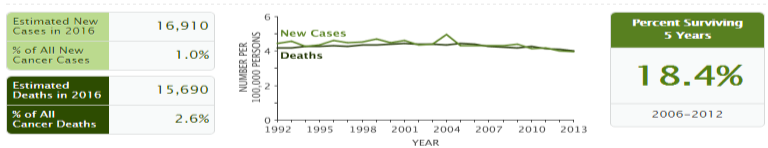 Estimated New
Cases in 2016
16,910
% of All New
Cancer Cases
1.0%
Estimated
Deaths in 2016
15,690
% of All
Cancer Deaths
2.6%
NUMBER PER
100,000 PERSONS
6
4
2
0
New Cases
Deaths
1992 1995 1998 2001 2004 2007 2010 2013
YEAR
Percent Surviving
5 Years
18.4%
2006–2012